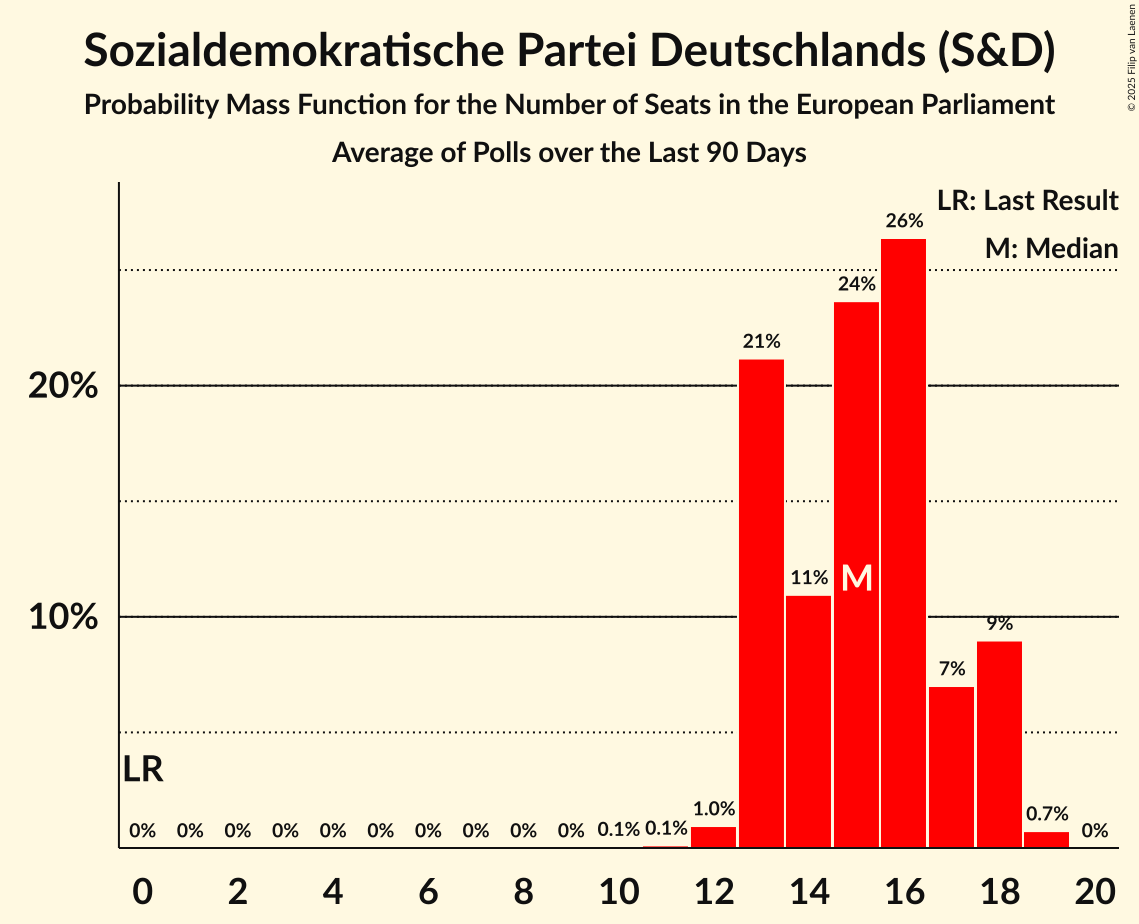 © 2025 Filip van Laenen
Sozialdemokratische Partei Deutschlands (S&D)
Probability Mass Function for the Number of Seats in the European Parliament
Average of Polls over the Last 90 Days
LR: Last Result
M: Median
26%
24%
21%
20%
11%
M
10%
9%
7%
LR
0% 0% 0% 0% 0% 0% 0% 0% 0% 0% 0.1% 0.1% 1.0% 0.7% 0%
0 2 4 6 8 10 12 14 16 18 20